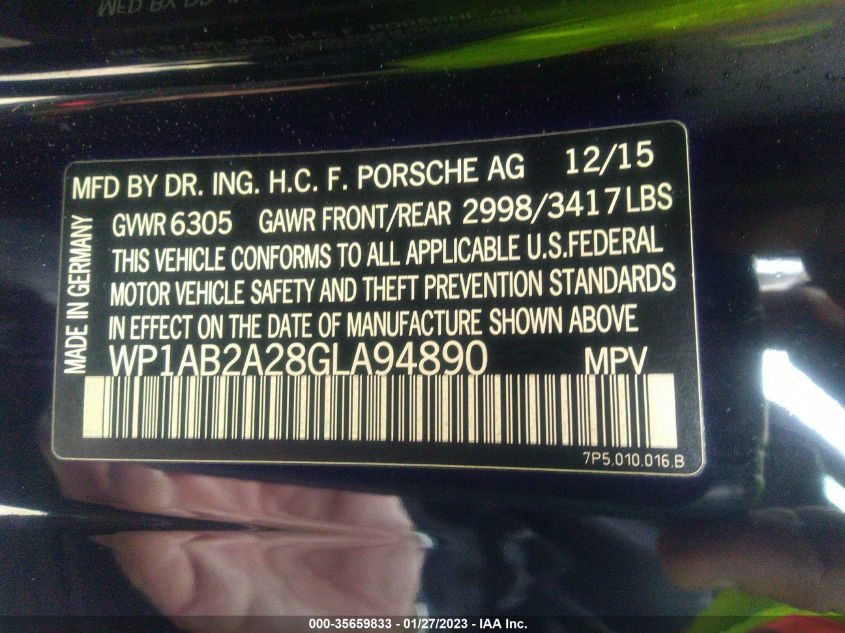 MFD BY DR. ING. H.C. F. PORSCHE AG 12/15
GVWR 6305 GAWR FRONT/REAR 2998/3417 LBS
THIS VEHICLE CONFORMS TO ALL APPLICABLE U.S.FEDERAL
MOTOR VEHICLE SAFETY AND THEFT PREVENTION STANDARDS
IN EFFECT ON THE DATE OF MANUFACTURE SHOWN ABOVE
WP1AB2A28GLA94890 MPV
MADE IN GERMANY
7P5.010.016.B
000-35659833 - 01/27/2023 - IAA Inc.